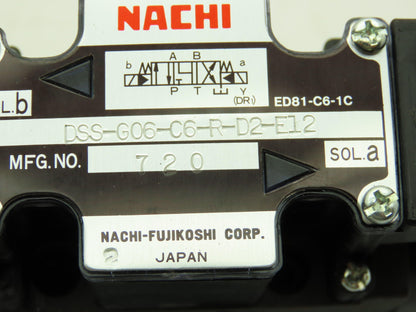 NACHI
A B
b a
P T Y
(DR)
ED81-C6-1C
L.b
DSS-G06-C6-R-D2-E12
MFG.NO. 720
SOL.a
NACHI-FUJIKOSHI CORP.
2 JAPAN